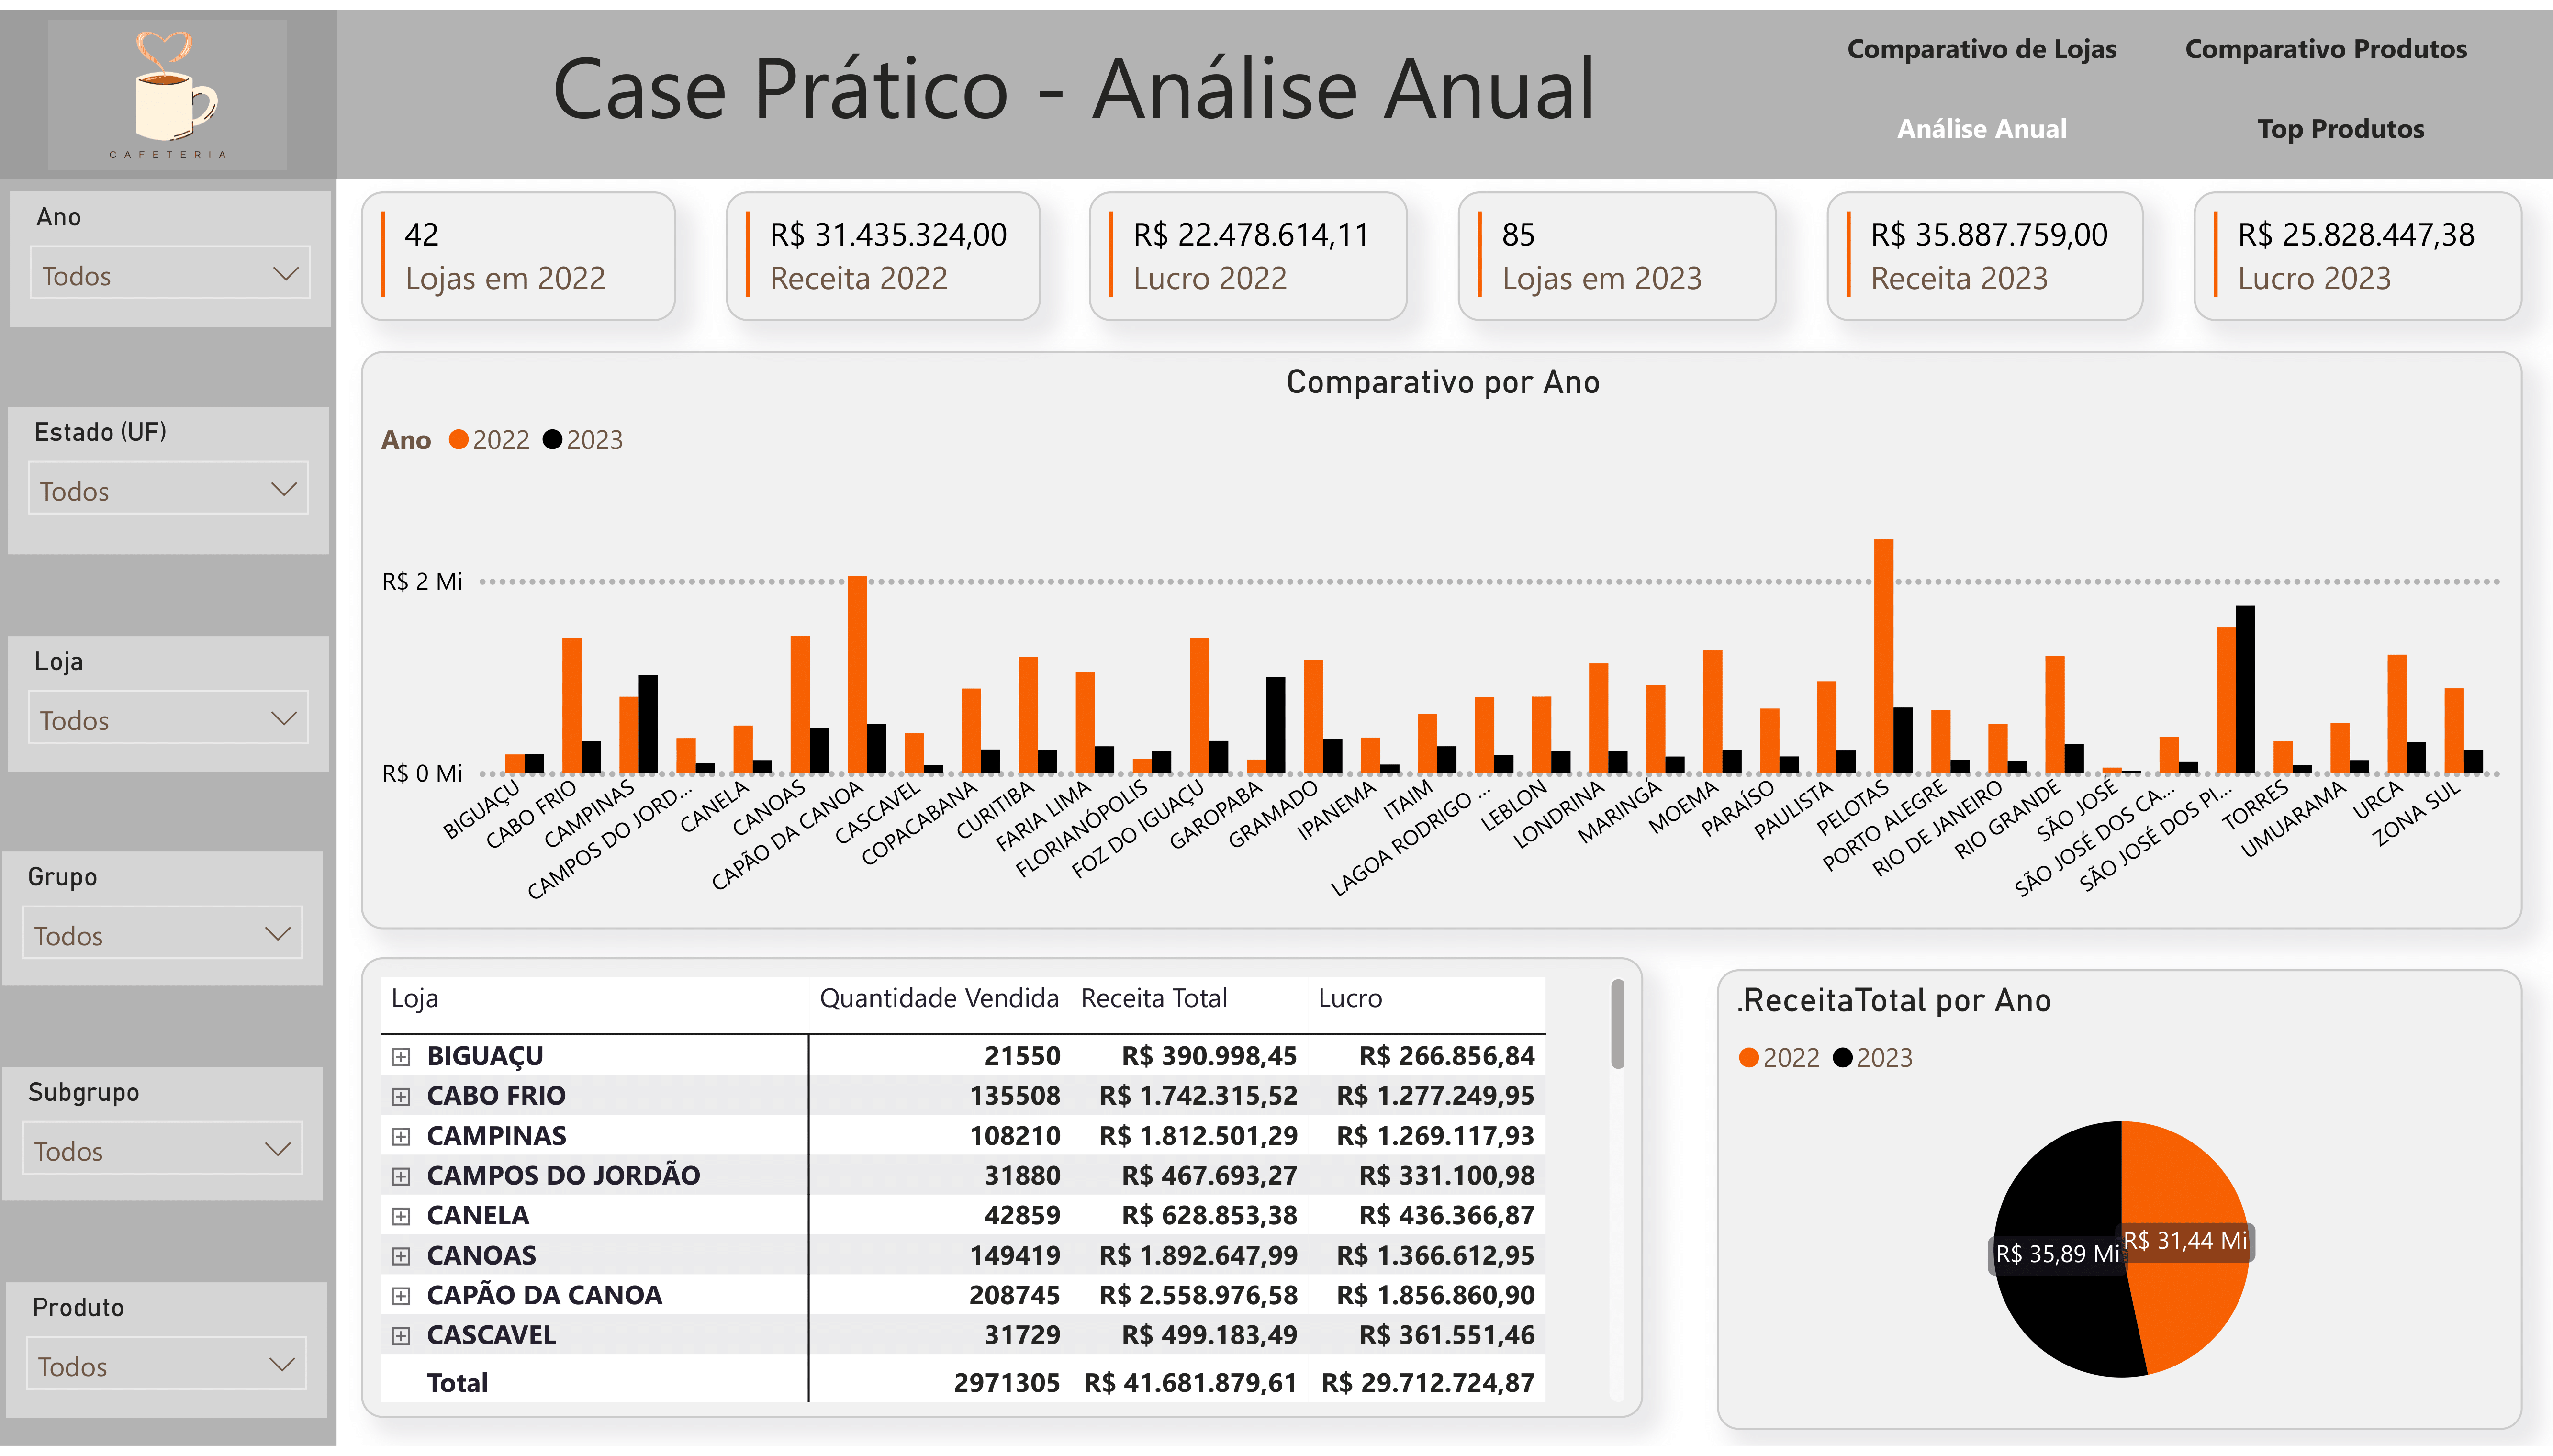 CAFETERIA
Case Prático - Análise Anual
Comparativo de Lojas
Comparativo Produtos
Análise Anual
Top Produtos
Ano
Todos
Estado (UF)
Todos
Loja
Todos
Grupo
Todos
Subgrupo
Todos
Produto
Todos
42
Lojas em 2022
R$ 31.435.324,00
Receita 2022
R$ 22.478.614,11
Lucro 2022
85
Lojas em 2023
R$ 35.887.759,00
Receita 2023
R$ 25.828.447,38
Lucro 2023
Comparativo por Ano
Ano 2022 2023
R$ 2 Mi
R$ 0 Mi
BIGUAÇU
CABO FRIO
CAMPINAS
CAMPOS DO JORD...
CANELA
CANOAS
CAPÃO DA CANOA
CASCAVEL
COPACABANA
CURITIBA
FARIA LIMA
FLORIANÓPOLIS
FOZ DO IGUAÇU
GAROPABA
GRAMADO
IPANEMA
ITAIM
LAGOA RODRIGO ...
LEBLON
LONDRINA
MARINGÁ
MOEMA
PARAÍSO
PAULISTA
PELOTAS
PORTO ALEGRE
RIO DE JANEIRO
RIO GRANDE
SÃO JOSÉ
SÃO JOSÉ DOS CA...
SÃO JOSÉ DOS PI...
TORRES
UMUARAMA
URCA
ZONA SUL
Loja Quantidade Vendida Receita Total Lucro
BIGUAÇU 21550 R$ 390.998,45 R$ 266.856,84
CABO FRIO 135508 R$ 1.742.315,52 R$ 1.277.249,95
CAMPINAS 108210 R$ 1.812.501,29 R$ 1.269.117,93
CAMPOS DO JORDÃO 31880 R$ 467.693,27 R$ 331.100,98
CANELA 42859 R$ 628.853,38 R$ 436.366,87
CANOAS 149419 R$ 1.892.647,99 R$ 1.366.612,95
CAPÃO DA CANOA 208745 R$ 2.558.976,58 R$ 1.856.860,90
CASCAVEL 31729 R$ 499.183,49 R$ 361.551,46
Total 2971305 R$ 41.681.879,61 R$ 29.712.724,87
.ReceitaTotal por Ano
2022 2023
R$ 35,89 Mi
R$ 31,44 Mi